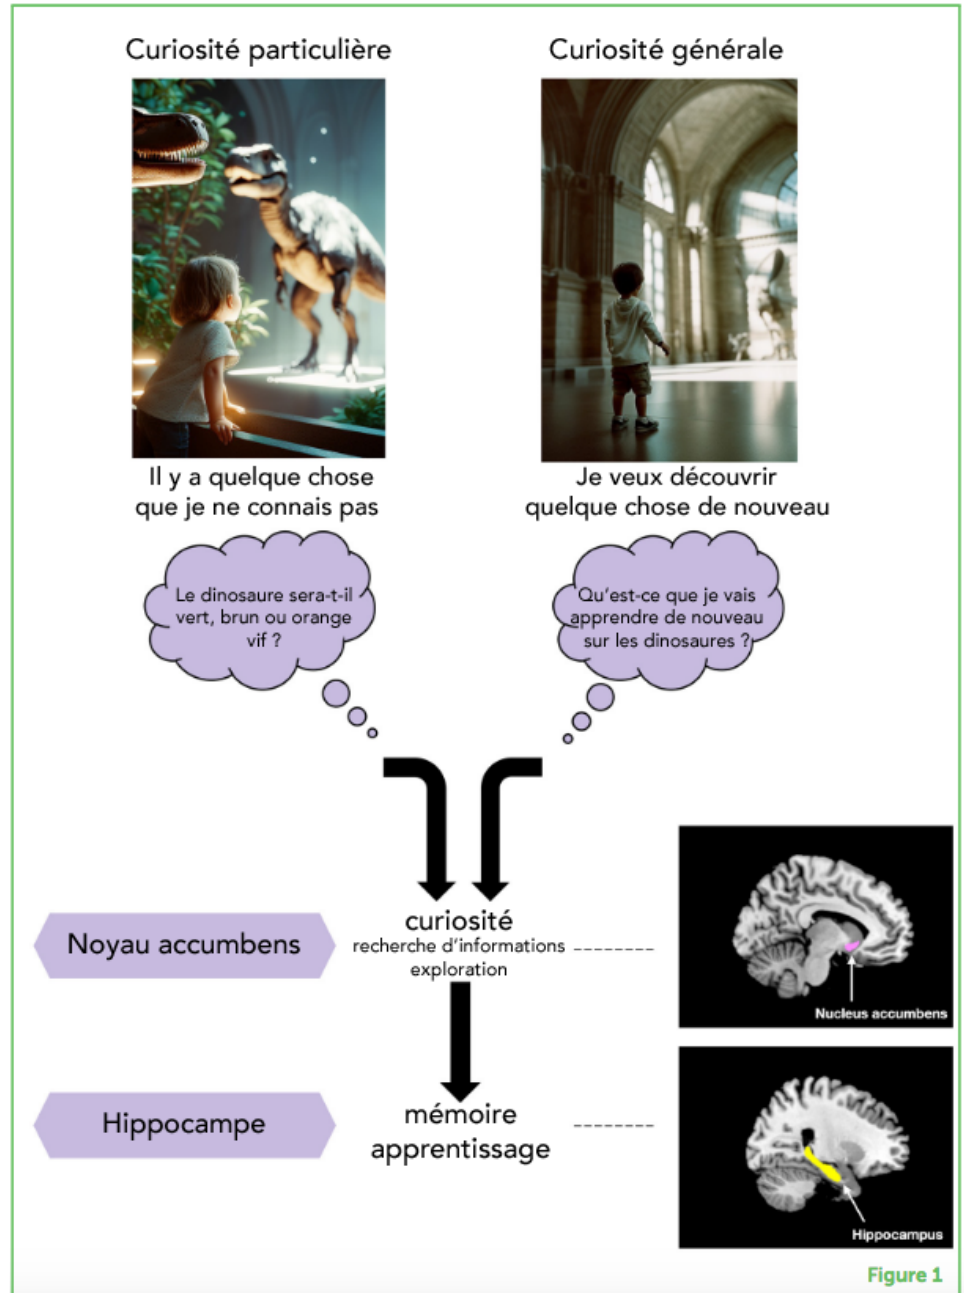 Curiosité particulière
Curiosité générale
Il y a quelque chose
que je ne connais pas
Je veux découvrir
quelque chose de nouveau
Le dinosaure sera-t-il
vert, brun ou orange
vif ?
Qu'est-ce que je vais
apprendre de nouveau
sur les dinosaures ?
Noyau accumbens
curiosité
recherche d'informations
exploration
Nucleus accumbens
Hippocampe
mémoire
apprentissage
Hippocampus
Figure 1